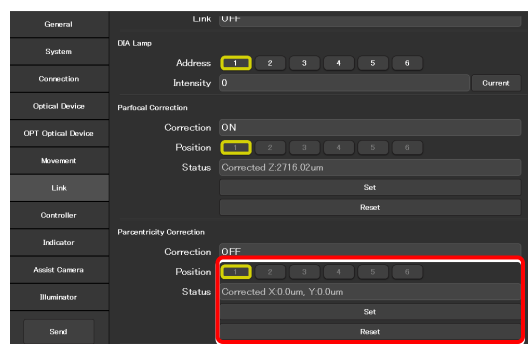 General
System
Connection
Optical Device
OPT Optical Device
Movement
Link
Controller
Indicator
Assist Camera
Illuminator
Send
Link OFF
DIA Lamp
Address 1 2 3 4 5 6
Intensity 0 Current
Parfocal Correction
Correction ON
Position 1 2 3 4 5 6
Status Corrected Z:2716.02um
Set
Reset
Parcentricity Correction
Correction OFF
Position 1 2 3 4 5 6
Status Corrected X:0.0um, Y:0.0um
Set
Reset